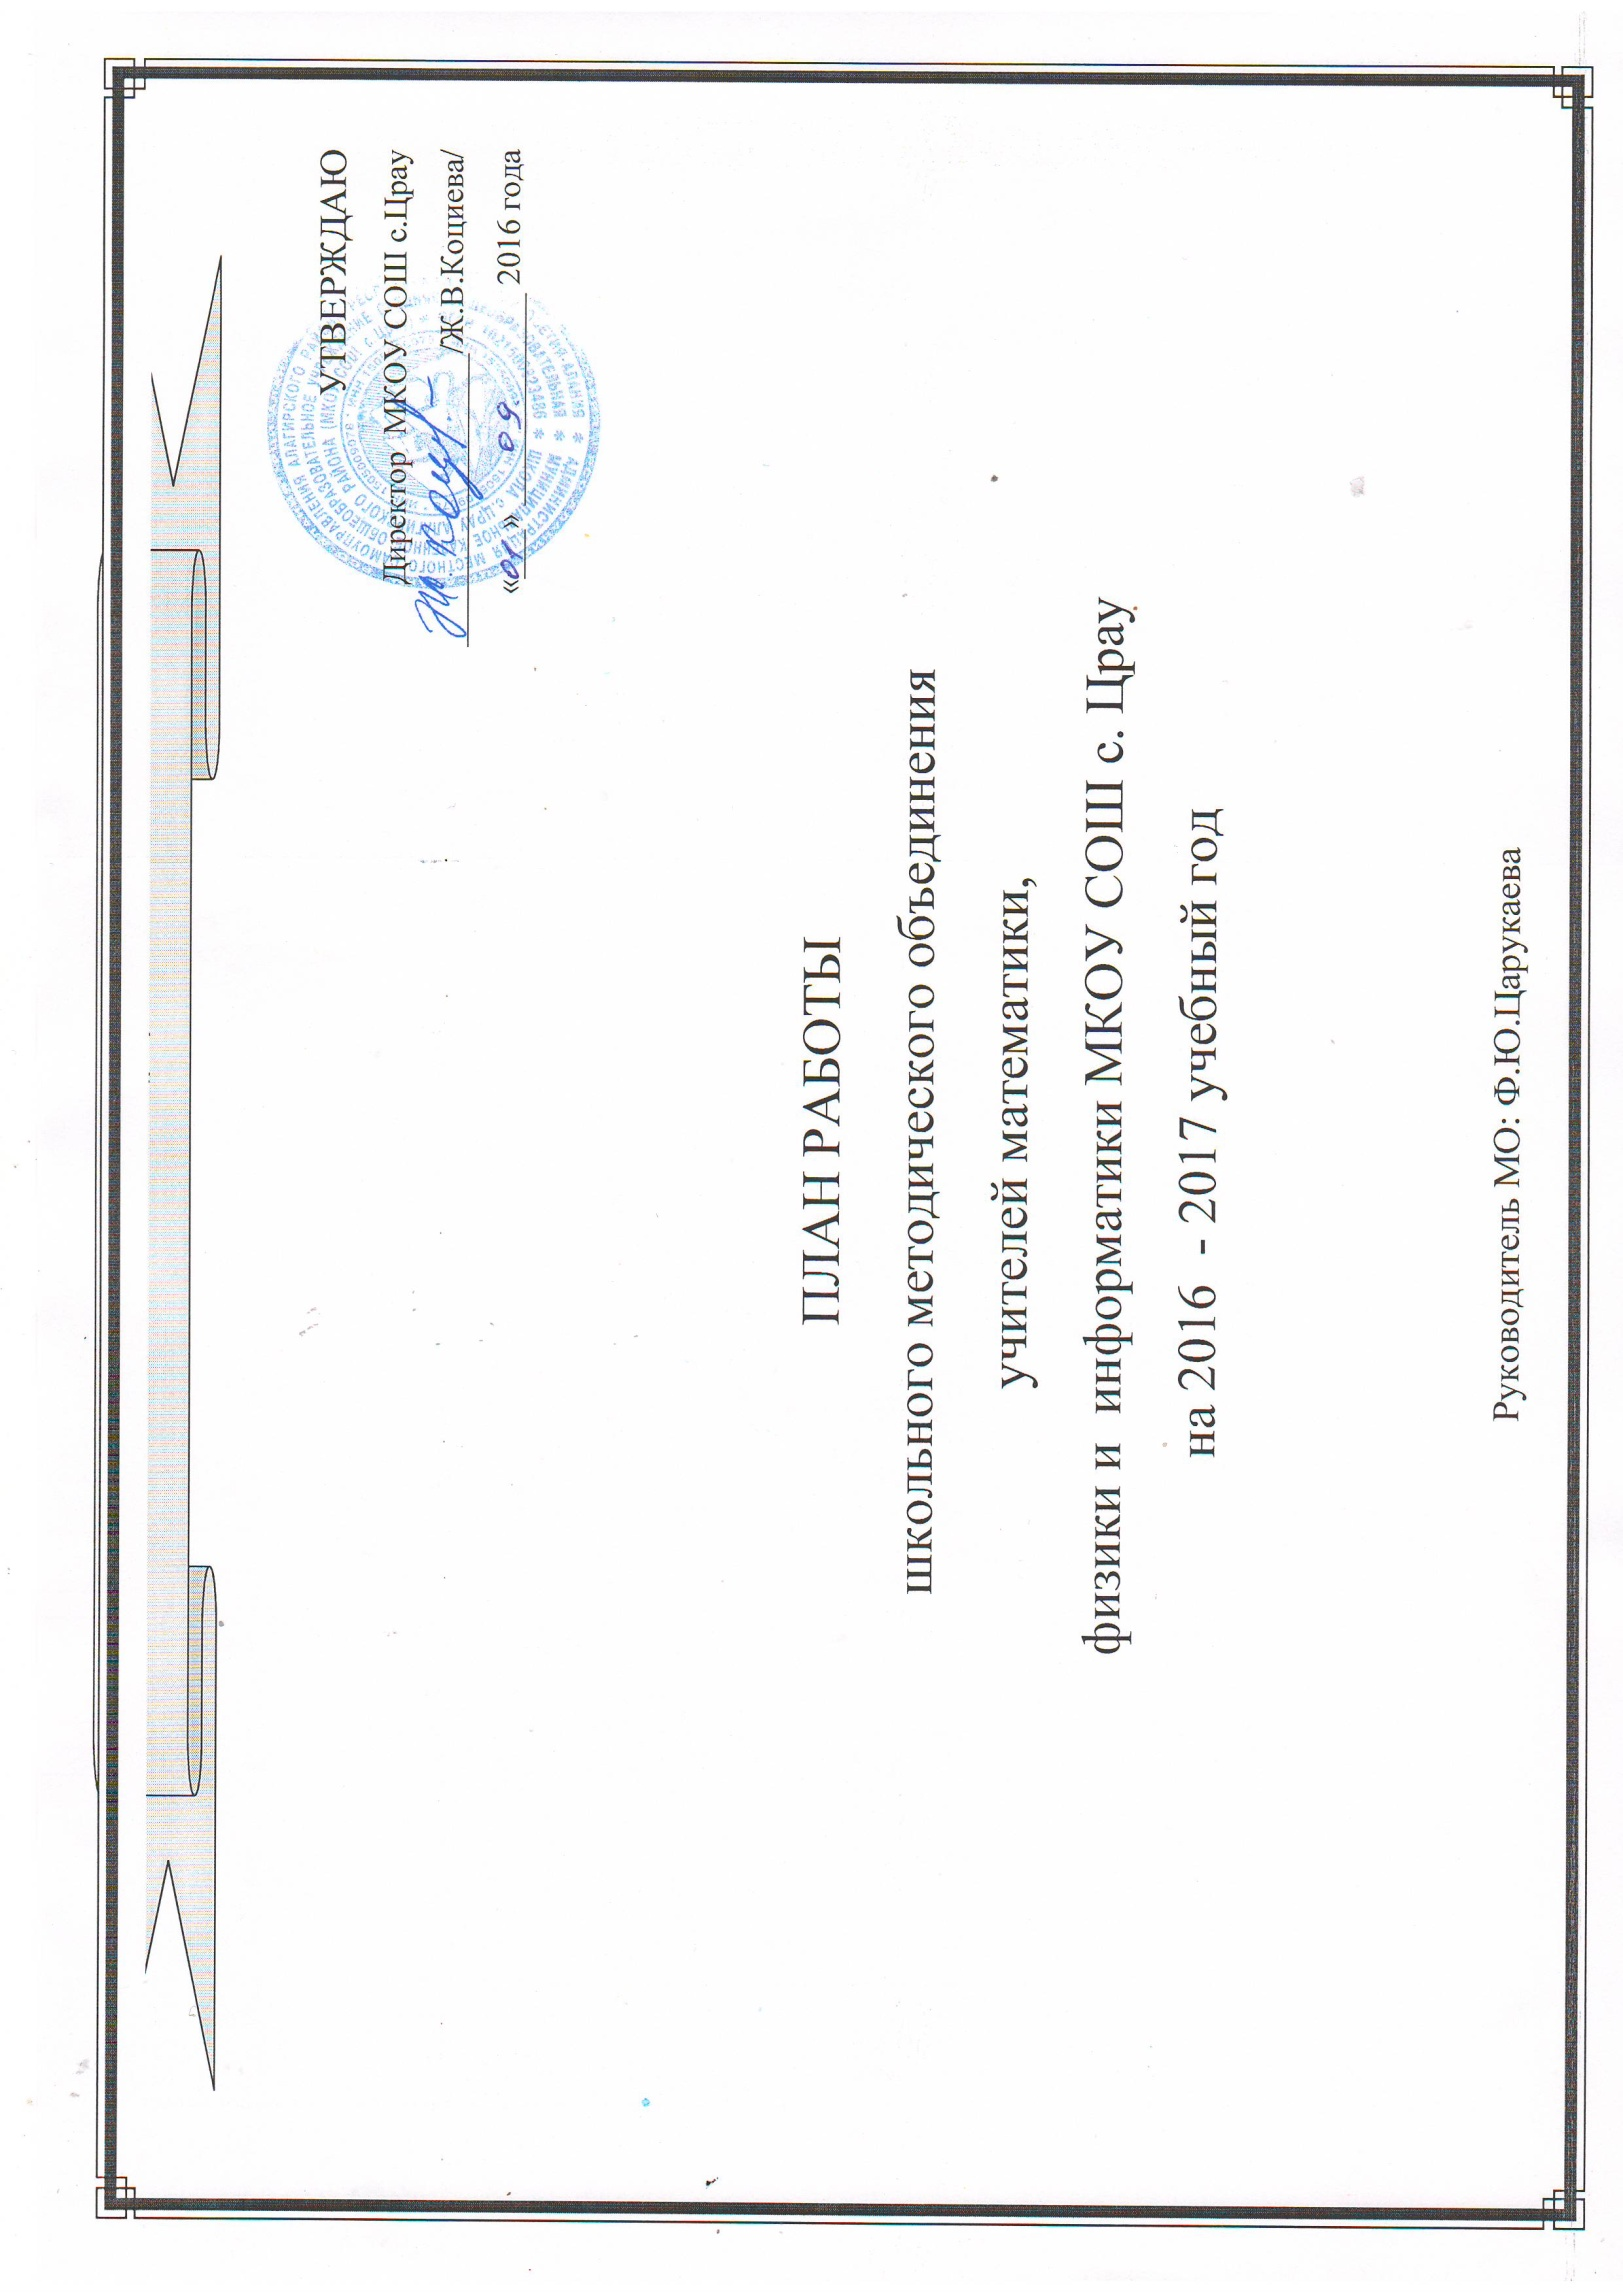 УТВЕРЖДАЮ
Директор МКОУ СОШ с.Црау
/Ж.В.Коциева/
«01» 09. 2016 года
ПЛАН РАБОТЫ
школьного методического объединения
учителей математики,
физики и информатики МКОУ СОШ с. Црау
на 2016 - 2017 учебный год
Руководитель МО: Ф.Ю.Царукаева